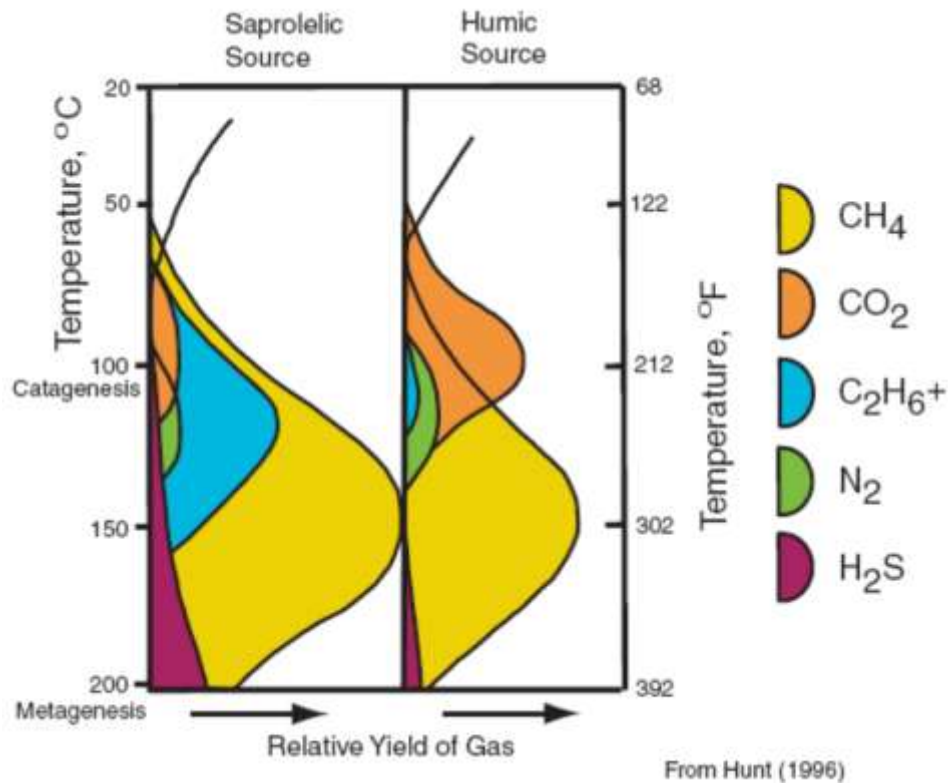 Saprolelic
Source
Humic
Source
Temperature, °C
20
50
100
Catagenesis
150
200
Metagenesis
68
122
212
302
392
Temperature, °F
CH4
CO2
C2H6+
N2
H2S
Relative Yield of Gas
From Hunt (1996)